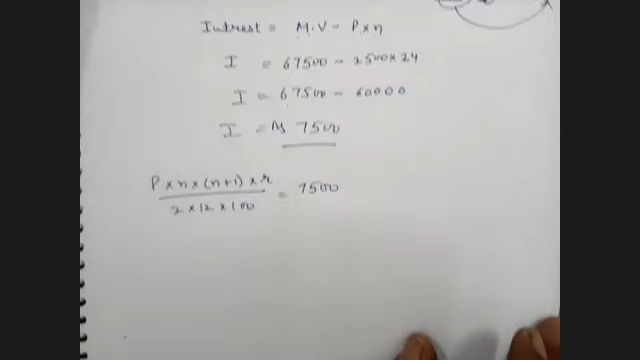 Intrest = M.V - P x n
I = 67500 - 2500 x 24
I = 67500 - 60000
I = Rs 7500
P x n x (n+1) x r
2 x 12 x 100
= 7500